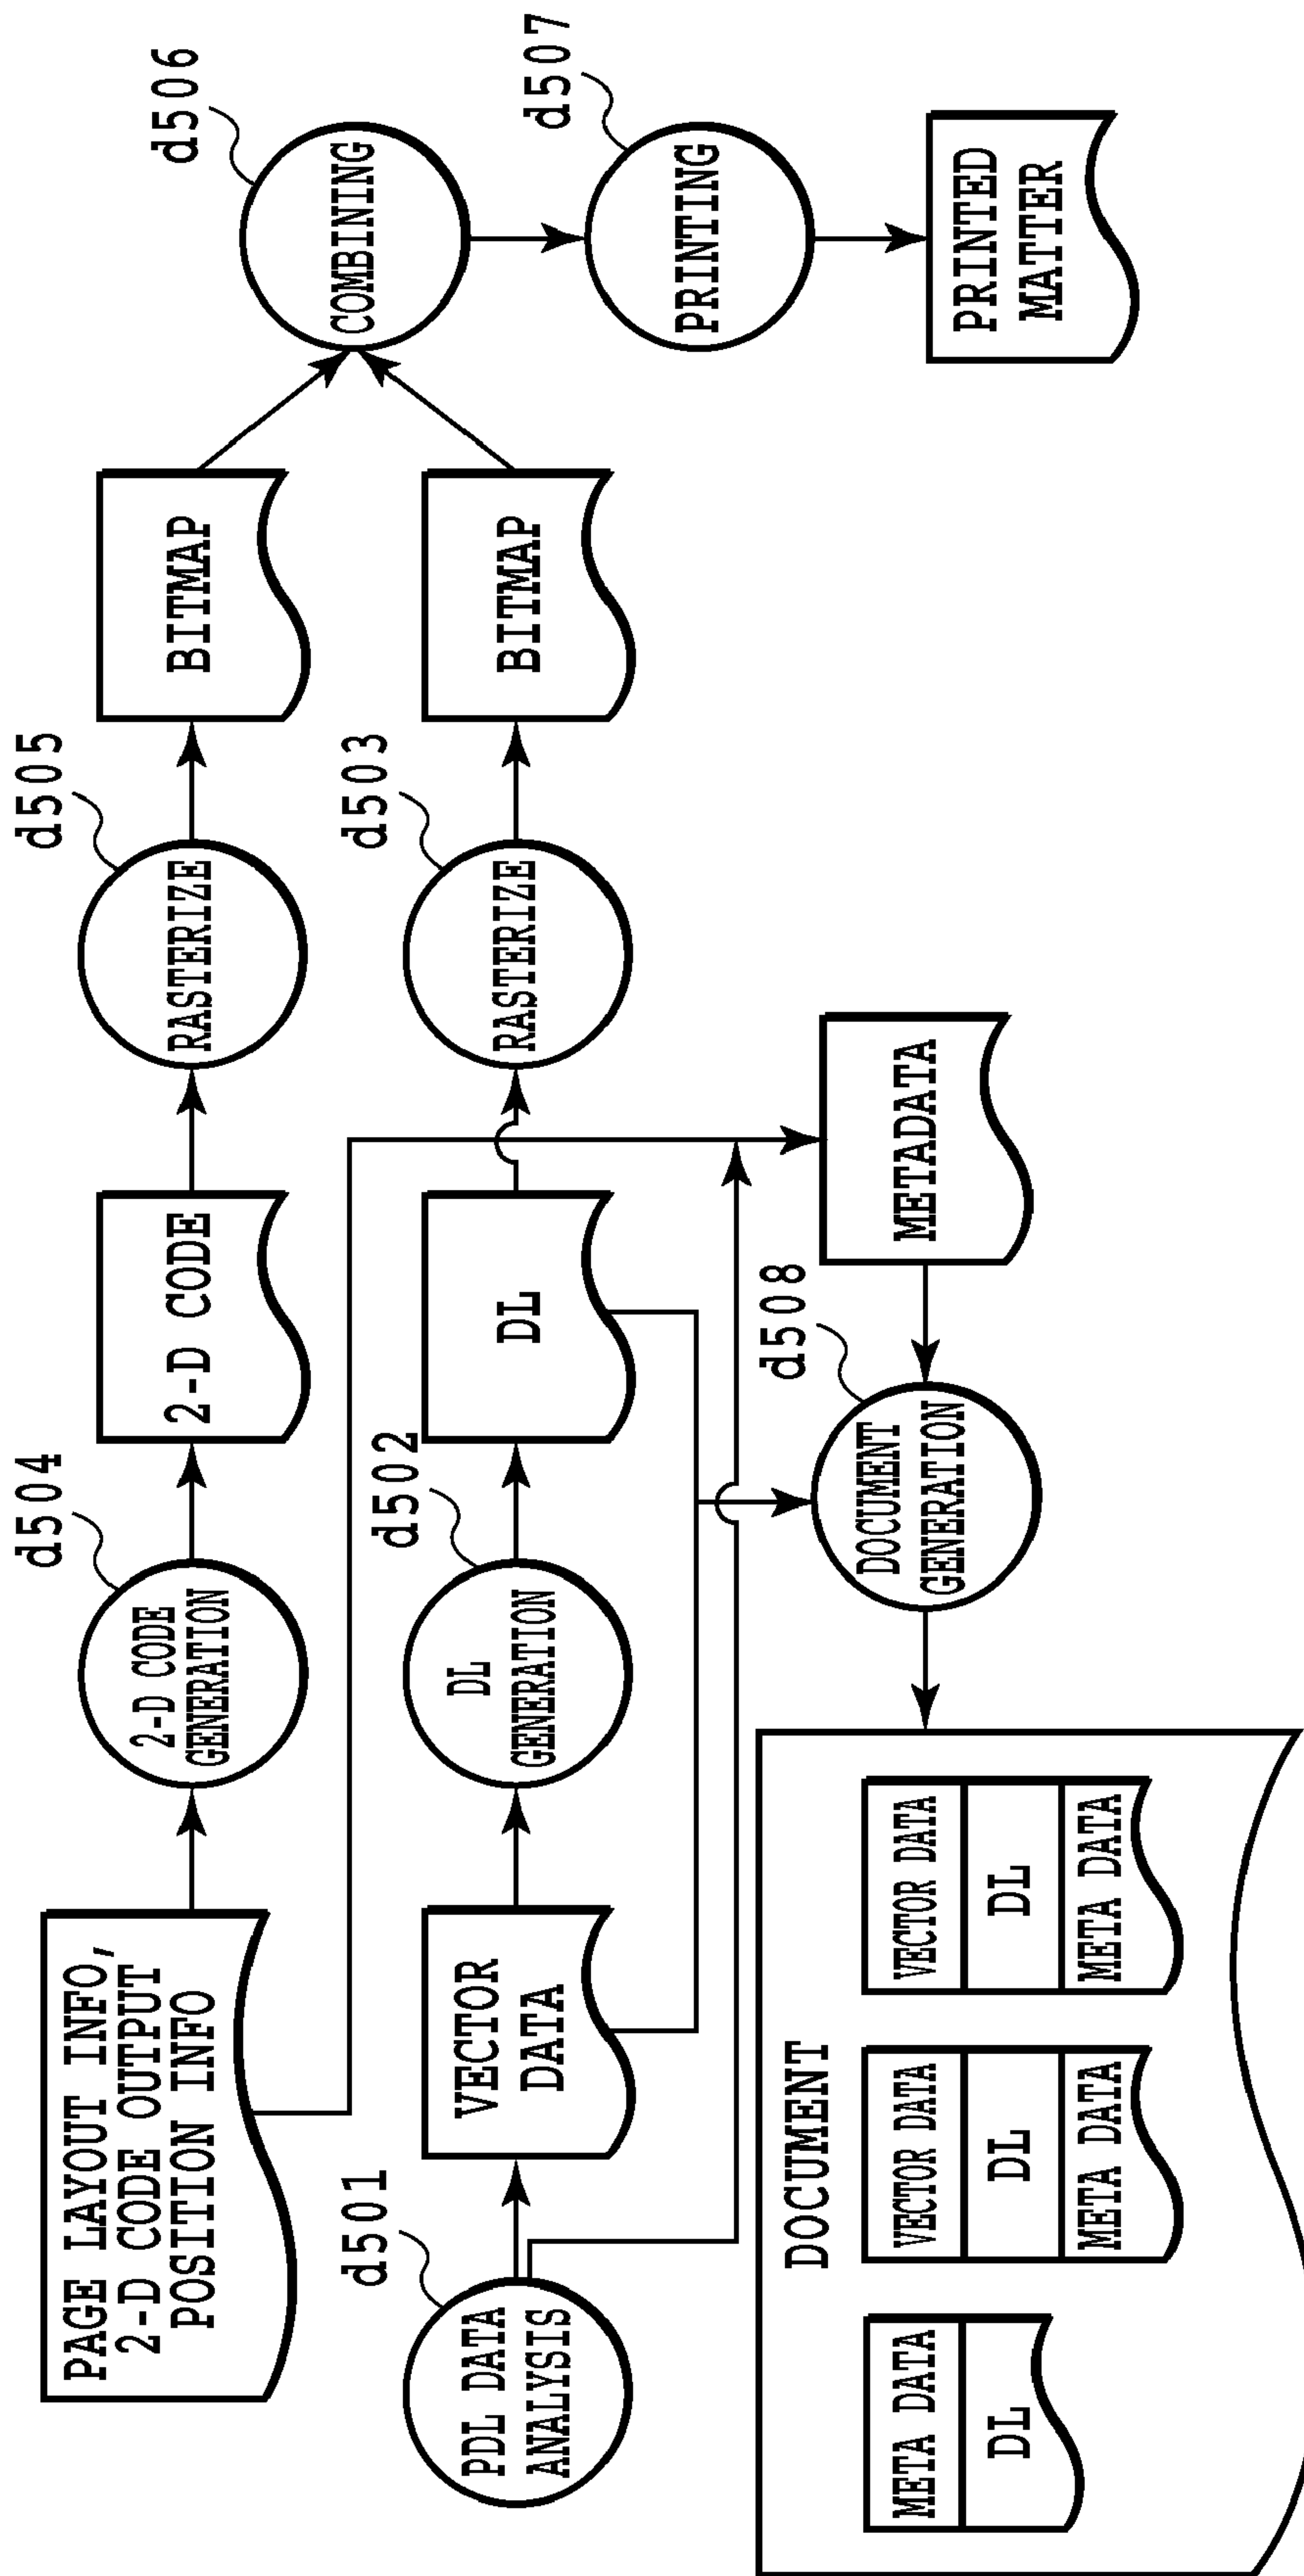 PAGE LAYOUT INFO,
2-D CODE OUTPUT
POSITION INFO
d504
2-D CODE
GENERATION
2-D CODE
d505
RASTERIZE
BITMAP
d506
COMBINING
d501
PDL DATA
ANALYSIS
VECTOR
DATA
d502
DL
GENERATION
DL
d503
RASTERIZE
BITMAP
d507
PRINTING
PRINTED
MATTER
METADATA
d508
DOCUMENT
GENERATION
DOCUMENT
META DATA
DL
VECTOR DATA
DL
META DATA
VECTOR DATA
DL
META DATA